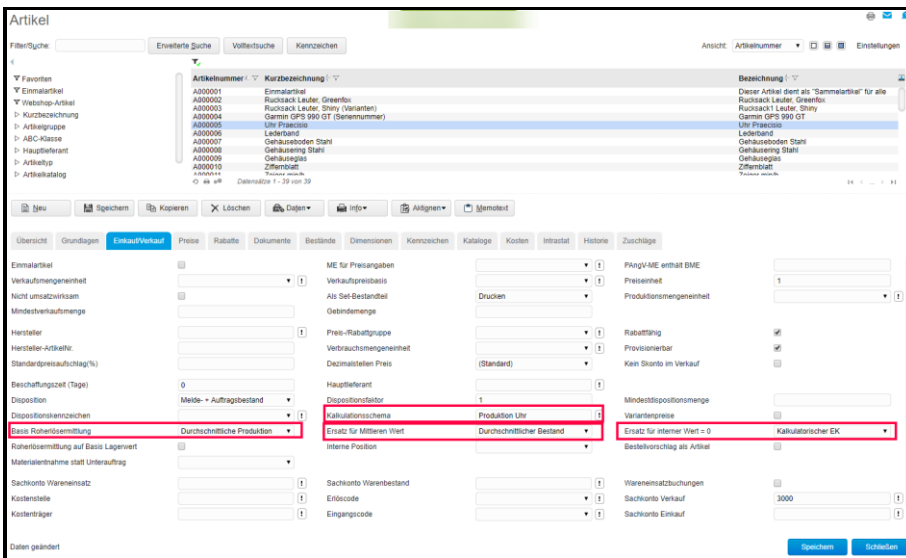 Artikel
Filter/Suche: Erweiterte Suche Volltextsuche Kennzeichen Ansicht: Artikelnummer Einstellungen
Favoriten
Einmalartikel
Webshop-Artikel
Kurzbezeichnung
Artikelgruppe
ABC-Klasse
Hauptlieferant
Artikeltyp
Artikelkatalog
Artikelnummer Kurzbezeichnung Bezeichnung
A000001 Einmalartikel Dieser Artikel dient als "Sammelartikel" für alle
A000002 Rucksack Leuter, Greenfox Rucksack Leuter, Greenfox
A000003 Rucksack Leuter, Shiny (Varianten) Rucksack1 Leuter, Shiny
A000004 Garmin GPS 990 GT (Seriennummer) Garmin GPS 990 GT
A000005 Uhr Praecisio Uhr Praecisio
A000006 Lederband Lederband
A000007 Gehäuseboden Stahl Gehäuseboden Stahl
A000008 Gehäusering Stahl Gehäusering Stahl
A000009 Gehäuseglas Gehäuseglas
A000010 Ziffernblatt Ziffernblatt
A000011 Zeiger min/h Zeiger min/h
Datensätze 1 - 39 von 39
Neu Speichern Kopieren Löschen Daten Info Aktionen Memotext
Übersicht Grundlagen Einkauf/Verkauf Preise Rabatte Dokumente Bestände Dimensionen Kennzeichen Kataloge Kosten Intrastat Historie Zuschläge
Einmalartikel ME für Preisangaben PAngV-ME enthält BME
Verkaufsmengeneinheit Verkaufspreisbasis Preiseinheit 1
Nicht umsatzwirksam Als Set-Bestandteil Drucken Produktionsmengeneinheit
Mindestverkaufsmenge Gebindemenge
Hersteller Preis-/Rabattgruppe Rabattfähig
Hersteller-ArtikelNr. Verbrauchsmengeneinheit Provisionierbar
Standardpreisaufschlag(%) Dezimalstellen Preis (Standard) Kein Skonto im Verkauf
Beschaffungszeit (Tage) 0 Hauptlieferant
Disposition Melde- + Auftragsbestand Dispositionsfaktor 1 Mindestdispositionsmenge
Dispositionskennzeichen Kalkulationsschema Produktion Uhr Variantenpreise
Basis Roherlösermittlung Durchschnittliche Produktion Ersatz für Mittleren Wert Durchschnittlicher Bestand Ersatz für interner Wert = 0 Kalkulatorischer EK
Roherlösermittlung auf Basis Lagerwert Interne Position Bestellvorschlag als Artikel
Materialentnahme statt Unterauftrag
Sachkonto Wareneinsatz Sachkonto Warenbestand Wareneinsatzbuchungen
Kostenstelle Erlöscode Sachkonto Verkauf 3000
Kostenträger Eingangscode Sachkonto Einkauf
Daten geändert Speichern Schließen